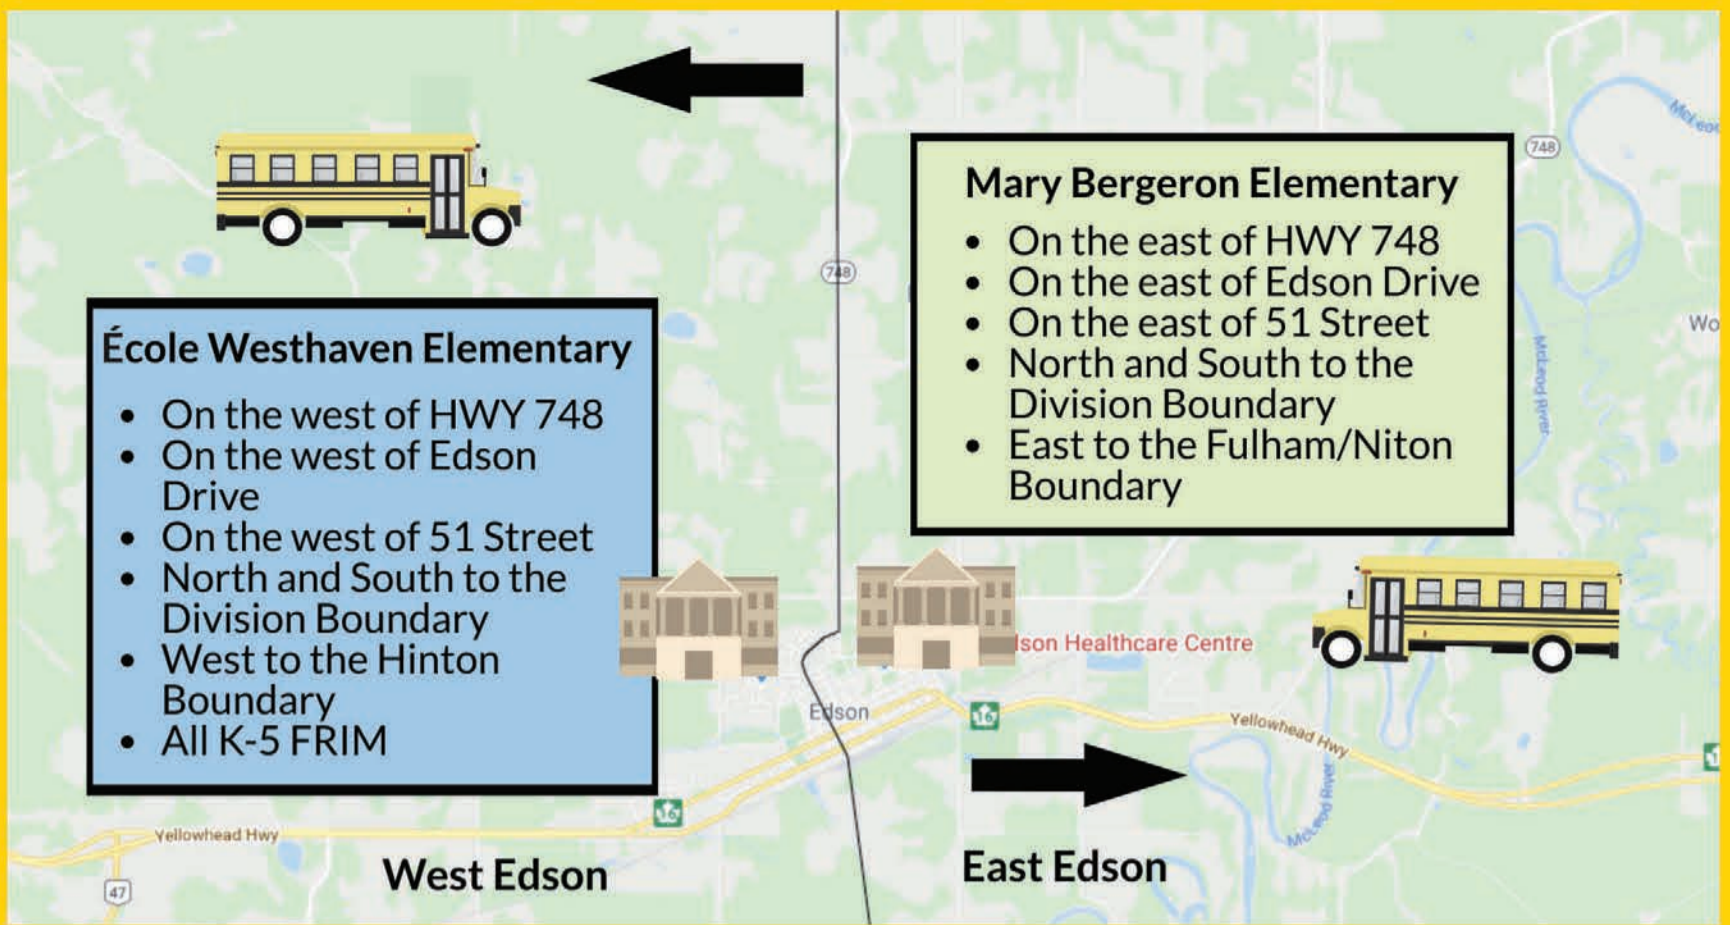 École Westhaven Elementary
• On the west of HWY 748
• On the west of Edson
Drive
• On the west of 51 Street
• North and South to the
Division Boundary
• West to the Hinton
Boundary
• All K-5 FRIM
Mary Bergeron Elementary
• On the east of HWY 748
• On the east of Edson Drive
• On the east of 51 Street
• North and South to the
Division Boundary
• East to the Fulham/Niton
Boundary
748
748
McLeod River
Healthcare Centre
Edson
16
Yellowhead Hwy
McLeod River
16
Yellowhead Hwy
47
West Edson
East Edson